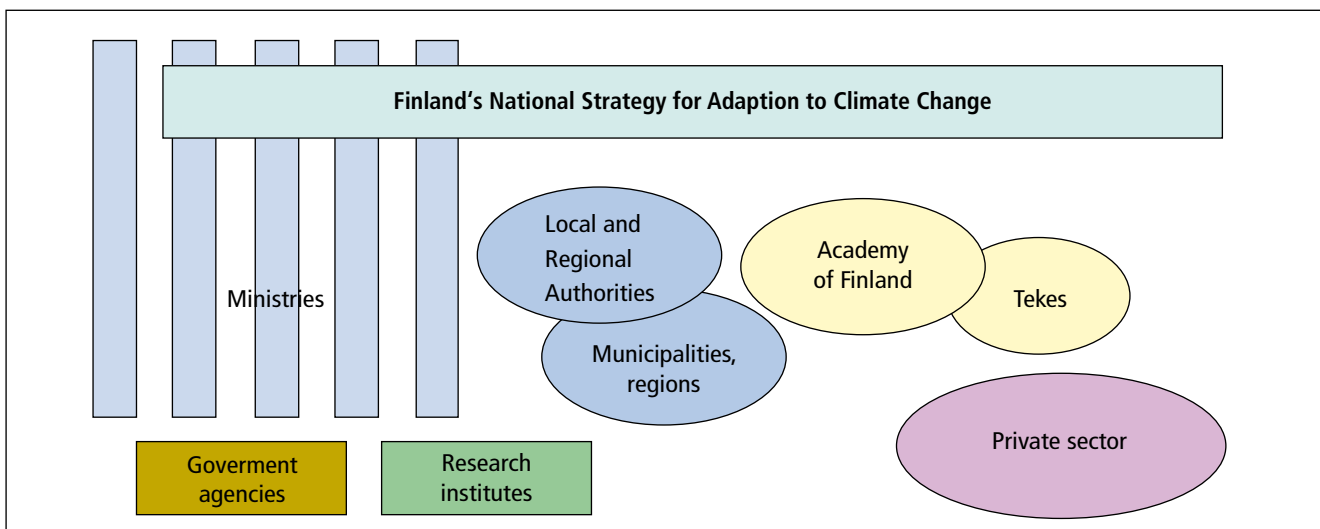 Finland's National Strategy for Adaption to Climate Change
Local and
Regional
Authorities
Academy
of Finland
Ministries
Tekes
Municipalities,
regions
Private sector
Goverment
agencies
Research
institutes